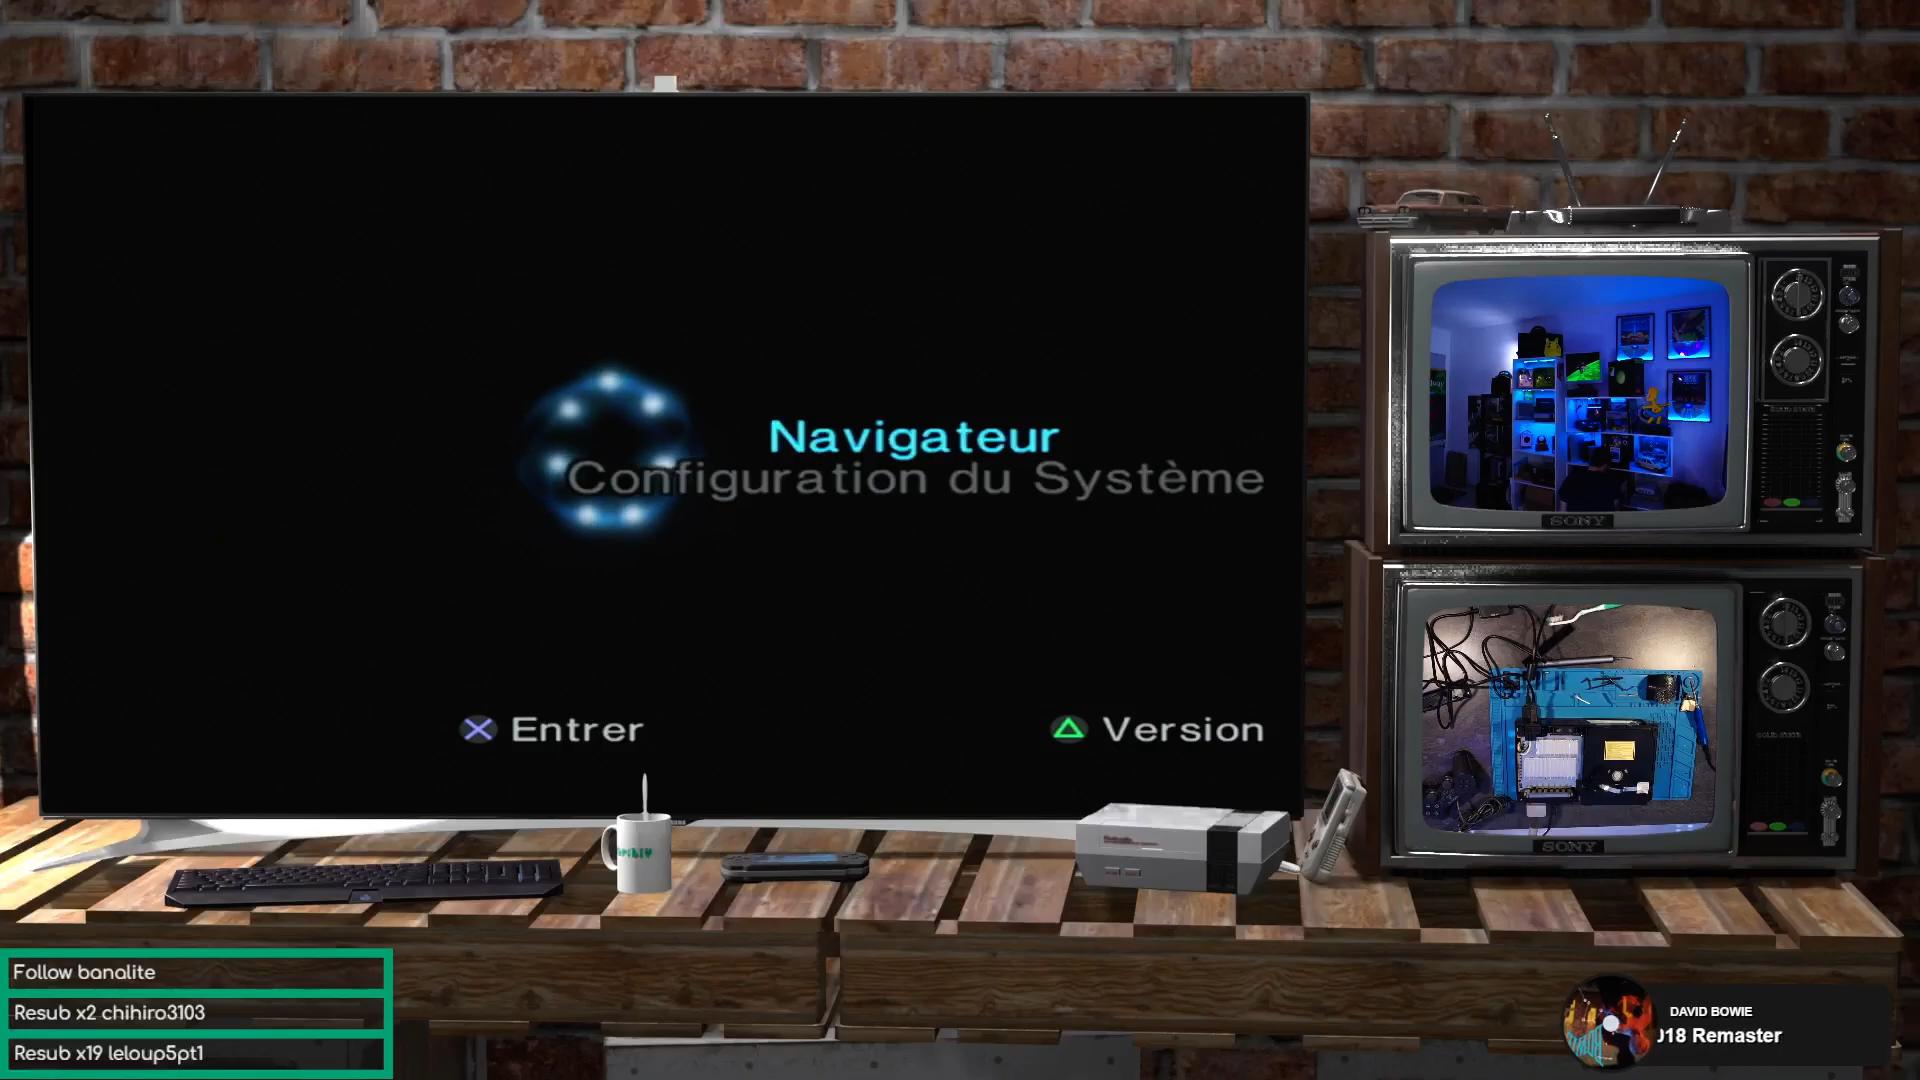 Navigateur
Configuration du Système
Entrer
Version
SONY
SONY
Follow banalite
Resub x2 chihiro3103
Resub x19 leloup5pt1
DAVID BOWIE
018 Remaster